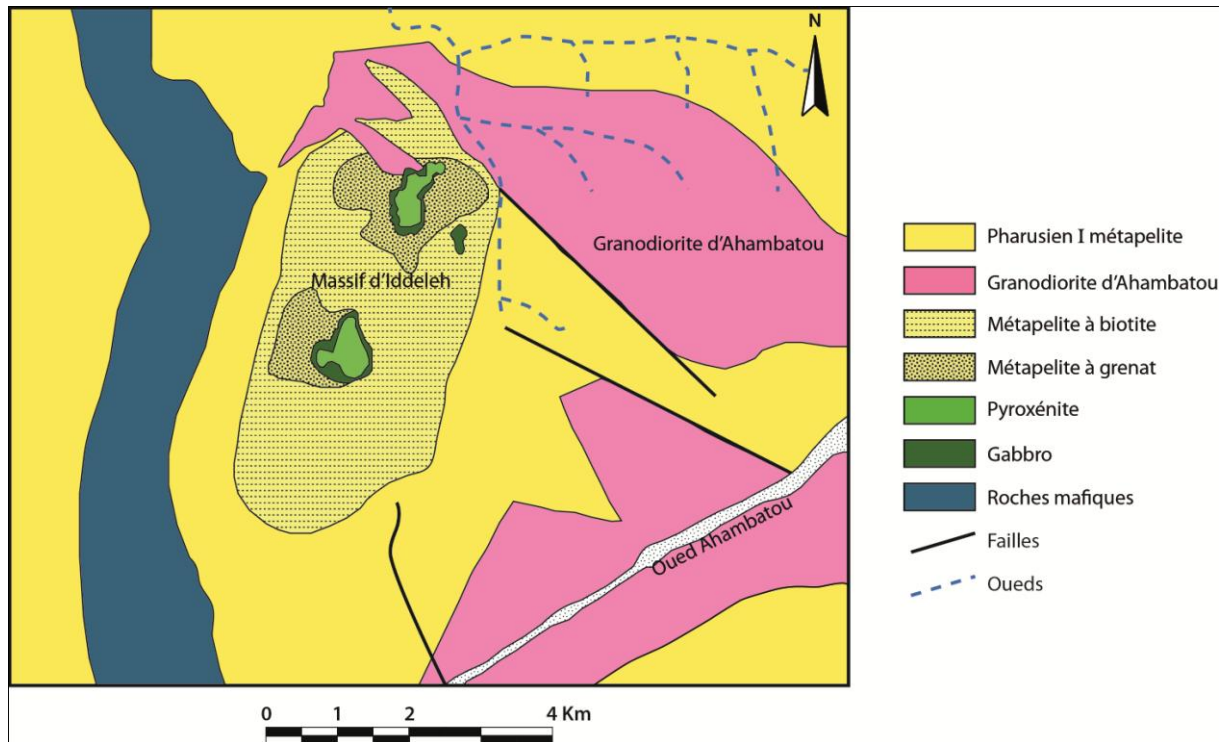 N
Granodiorite d'Ahambatou
Massif d'Iddeleh
Oued Ahambatou
Pharusien I métapelite
Granodiorite d'Ahambatou
Métapelite à biotite
Métapelite à grenat
Pyroxénite
Gabbro
Roches mafiques
Failles
Oueds
0 1 2 4 Km